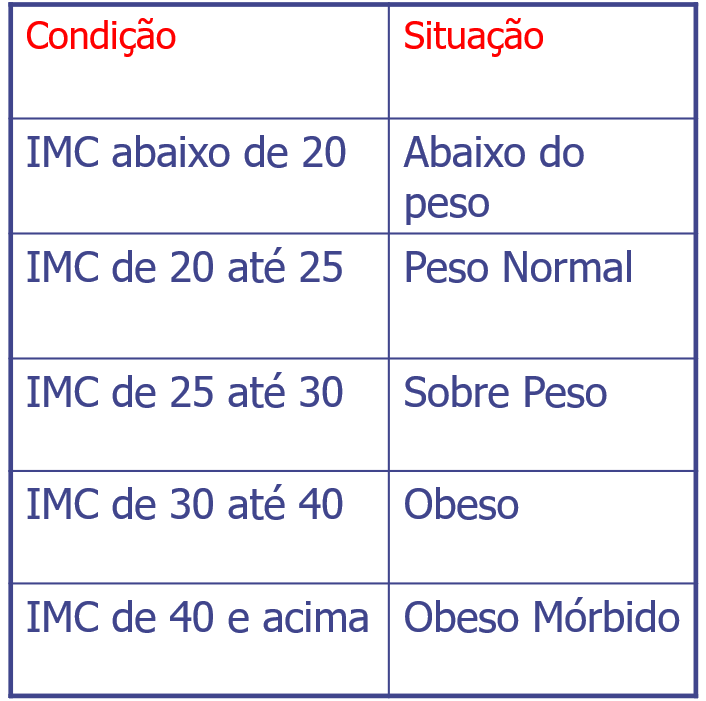 Condição Situação
IMC abaixo de 20 Abaixo do
peso
IMC de 20 até 25 Peso Normal
IMC de 25 até 30 Sobre Peso
IMC de 30 até 40 Obeso
IMC de 40 e acima Obeso Mórbido